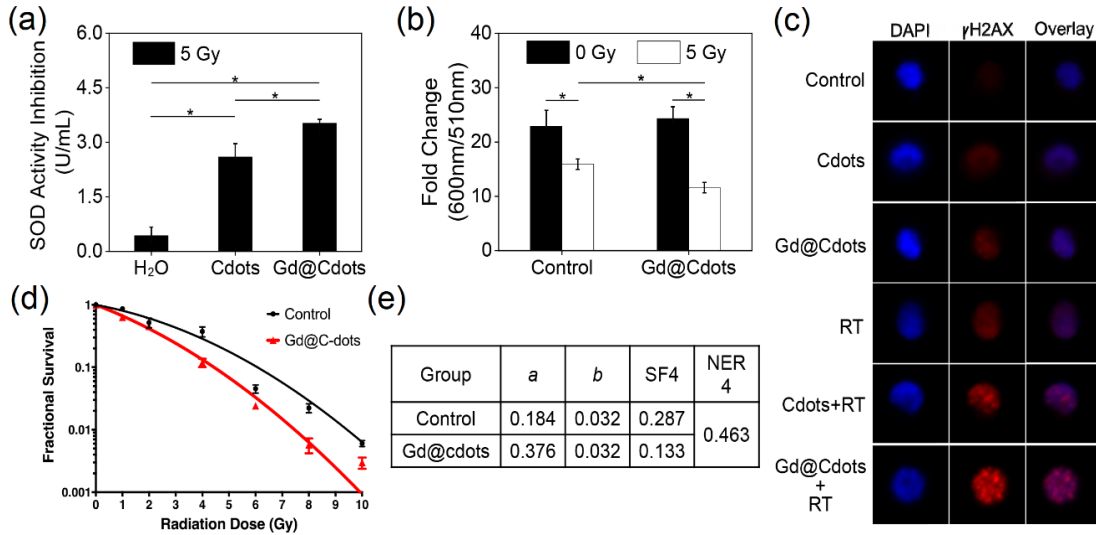 (a)
SOD Activity Inhibition
(U/mL)
6.0
4.5
3.0
1.5
0.0
5 Gy
*
*
*
H₂O
Cdots
Gd@Cdots
(b)
Fold Change
(600nm/510nm)
40
30
20
10
0
0 Gy
5 Gy
*
*
*
Control
Gd@Cdots
(c)
DAPI
γH2AX
Overlay
Control
Cdots
Gd@Cdots
RT
Cdots+RT
Gd@Cdots
+
RT
(d)
Fractional Survival
1
0.1
0.01
0.001
Control
Gd@C-dots
0 1 2 3 4 5 6 7 8 9 10
Radiation Dose (Gy)
(e)
Group a b SF4 NER 4
Control 0.184 0.032 0.287 0.463
Gd@cdots 0.376 0.032 0.133